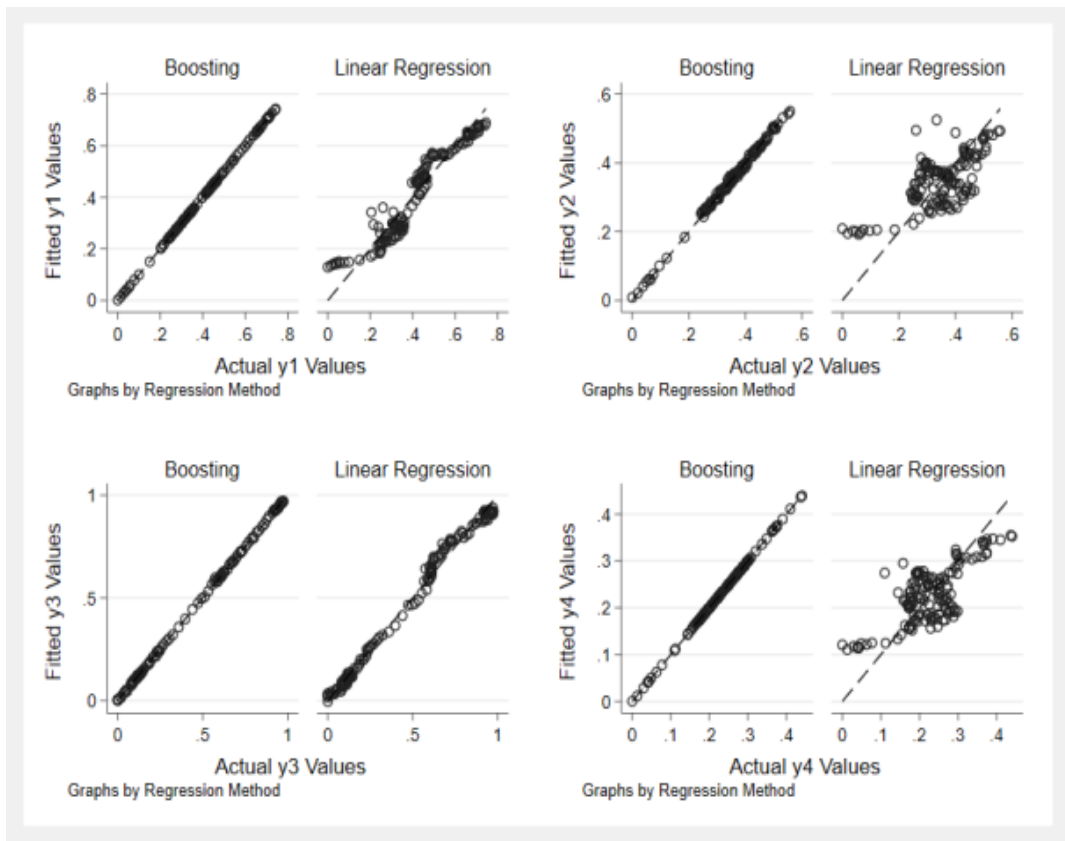 Boosting Linear Regression
Fitted y1 Values
.8
.6
.4
.2
0
0 .2 .4 .6 .8 0 .2 .4 .6 .8
Actual y1 Values
Graphs by Regression Method
Boosting Linear Regression
Fitted y2 Values
.6
.4
.2
0
0 .2 .4 .6 0 .2 .4 .6
Actual y2 Values
Graphs by Regression Method
Boosting Linear Regression
Fitted y3 Values
1
.5
0
0 .5 1 0 .5 1
Actual y3 Values
Graphs by Regression Method
Boosting Linear Regression
Fitted y4 Values
.4
.3
.2
.1
0
0 .1 .2 .3 .4 0 .1 .2 .3 .4
Actual y4 Values
Graphs by Regression Method